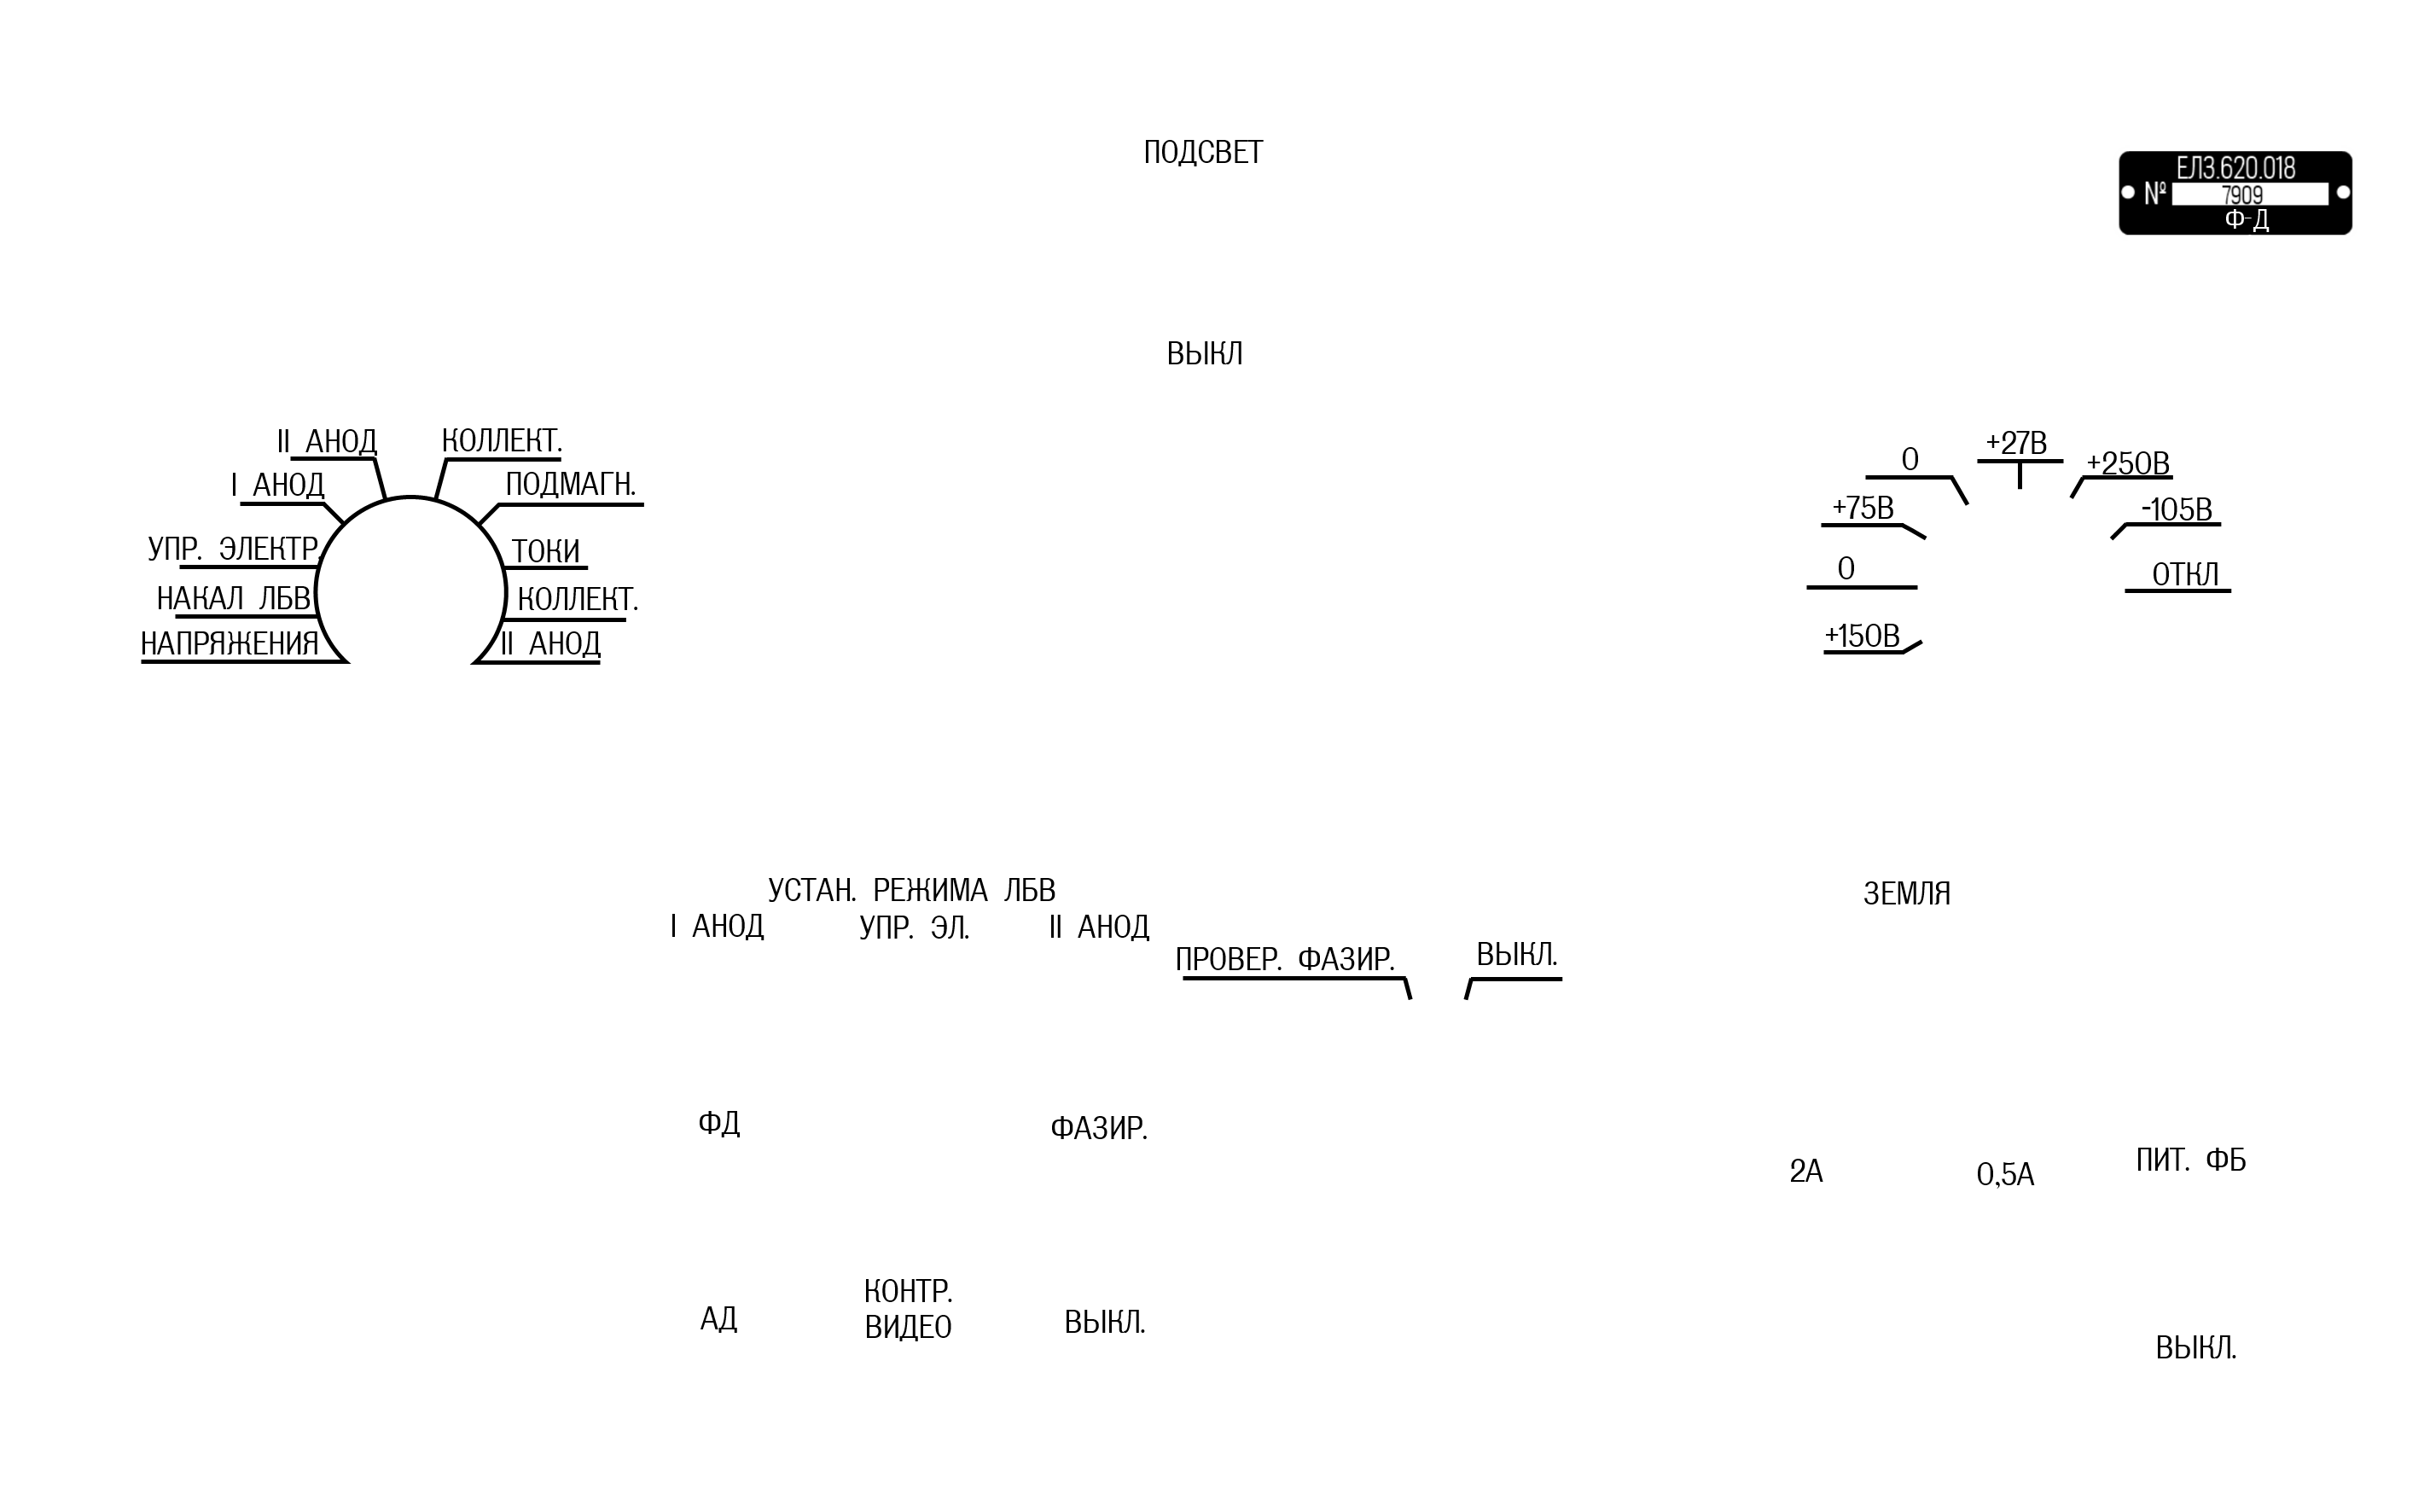 ПОДСВЕТ
ЕЛ3.620.018
№ 7909
Ф-Д
ВЫКЛ
II АНОД
КОЛЛЕКТ.
I АНОД
ПОДМАГН.
УПР. ЭЛЕКТР.
ТОКИ
НАКАЛ ЛБВ
КОЛЛЕКТ.
НАПРЯЖЕНИЯ
II АНОД
0
+27В
+250В
+75В
-105В
0
ОТКЛ
+150В
УСТАН. РЕЖИМА ЛБВ
I АНОД
УПР. ЭЛ.
II АНОД
ПРОВЕР. ФАЗИР.
ВЫКЛ.
ЗЕМЛЯ
ФД
ФАЗИР.
2А
0,5А
ПИТ. ФБ
АД
КОНТР.
ВИДЕО
ВЫКЛ.
ВЫКЛ.